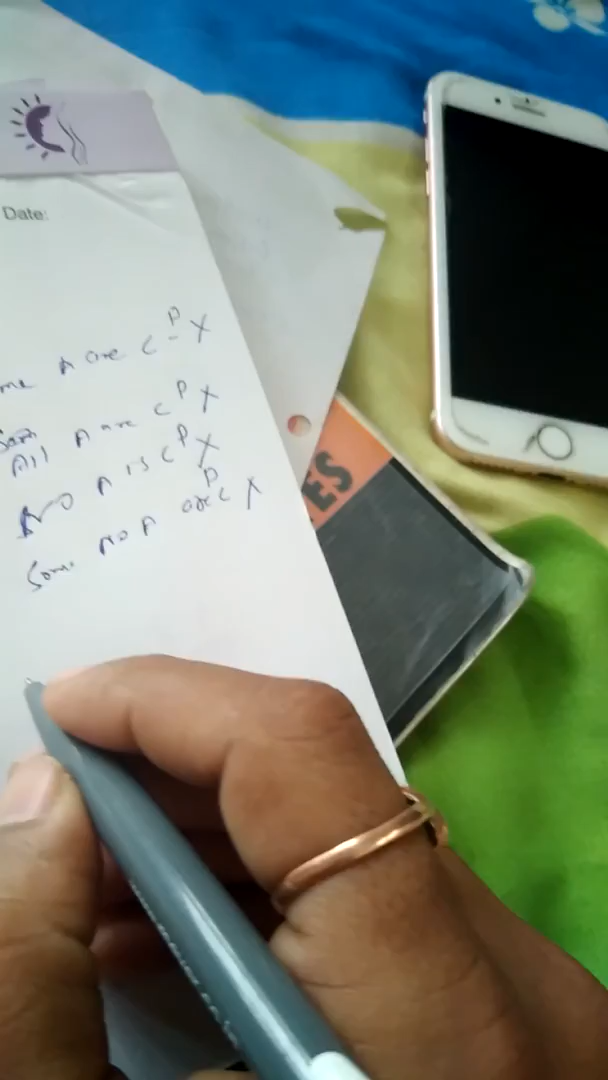 Date:
me A are C P X
All A are C P X
No A is C P X
Some no A are C P X
ES